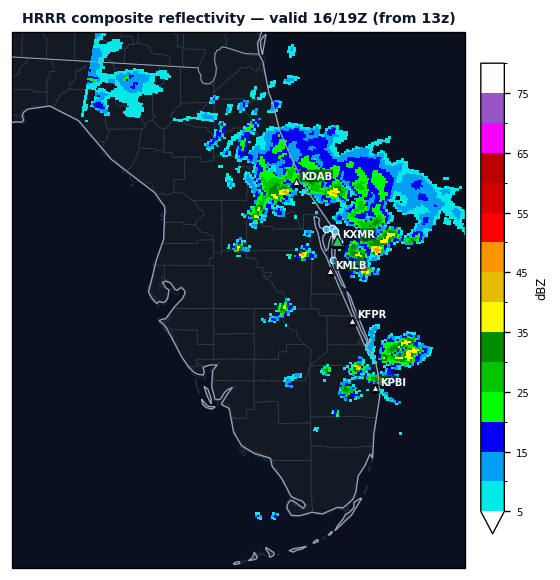 HRRR composite reflectivity — valid 16/19Z (from 13z)
KDAB
KXMR
KMLB
KFPR
KPBI
75
65
55
45
35
25
15
5
dBZ